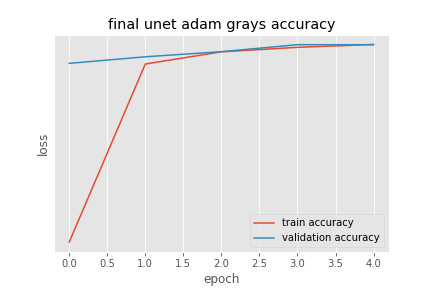 final unet adam grays accuracy
loss
train accuracy
validation accuracy
0.0 0.5 1.0 1.5 2.0 2.5 3.0 3.5 4.0
epoch